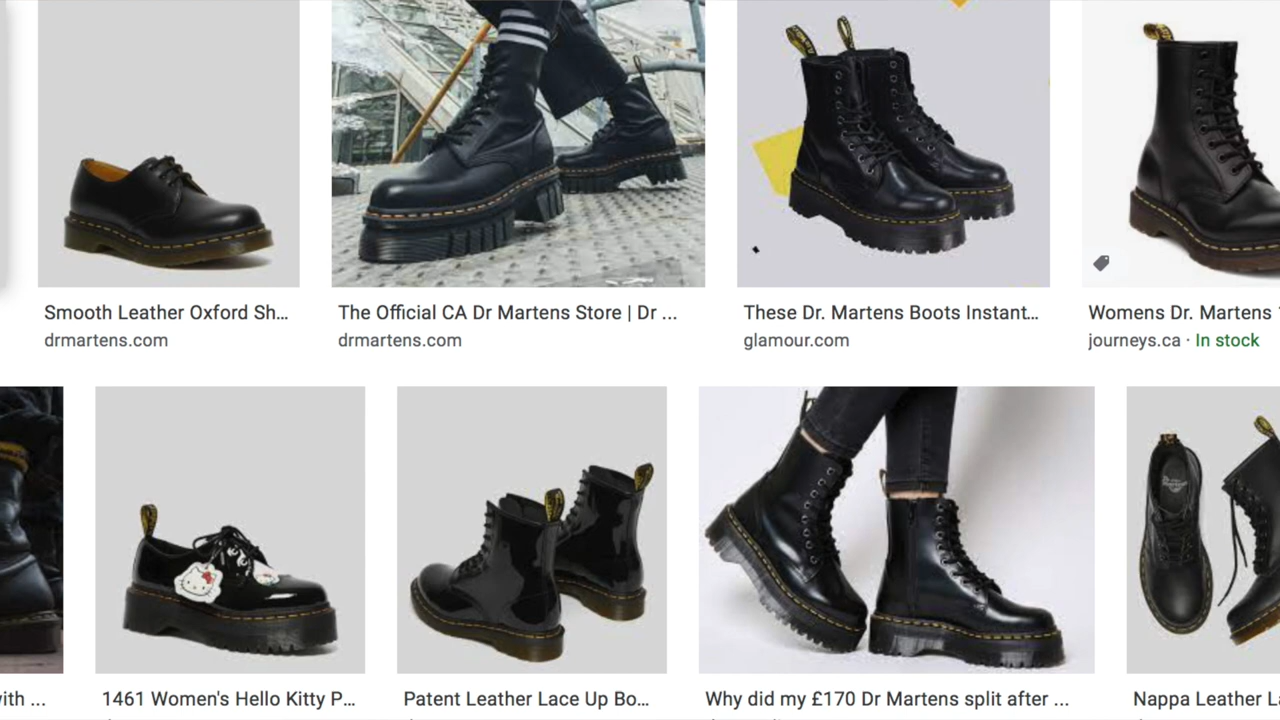 Smooth Leather Oxford Sh...
drmartens.com
The Official CA Dr Martens Store | Dr ...
drmartens.com
These Dr. Martens Boots Instant...
glamour.com
Womens Dr. Martens
journeys.ca · In stock
with ...
1461 Women's Hello Kitty P...
Patent Leather Lace Up Bo...
Why did my £170 Dr Martens split after ...
Nappa Leather